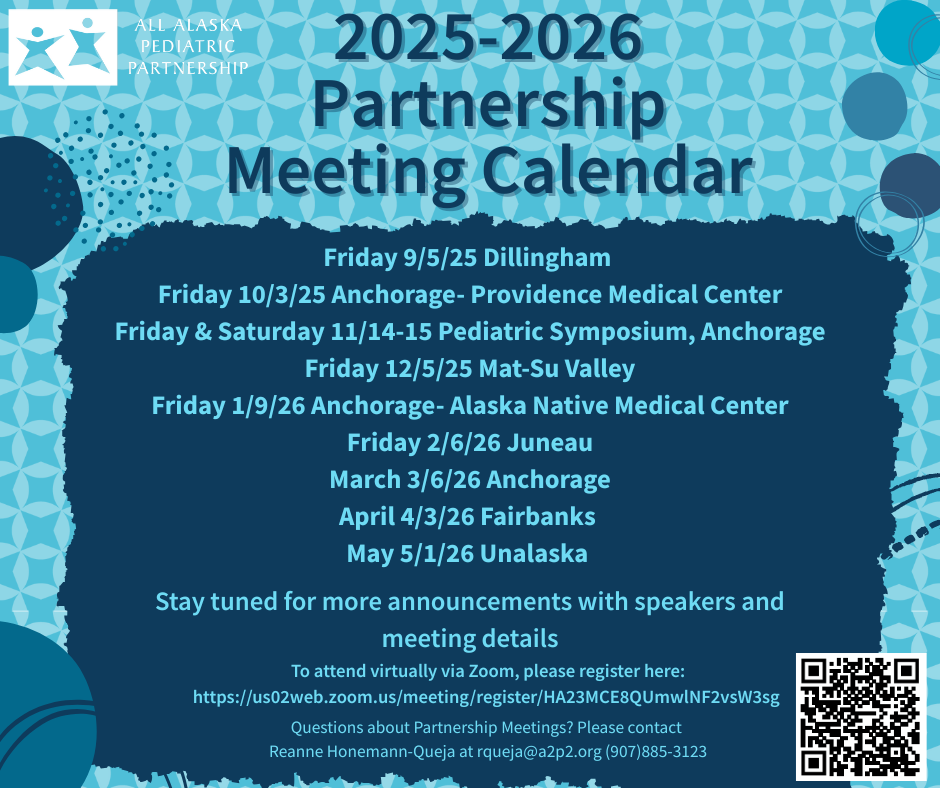 ALL ALASKA
PEDIATRIC
PARTNERSHIP
2025-2026
Partnership
Meeting Calendar
Friday 9/5/25 Dillingham
Friday 10/3/25 Anchorage- Providence Medical Center
Friday & Saturday 11/14-15 Pediatric Symposium, Anchorage
Friday 12/5/25 Mat-Su Valley
Friday 1/9/26 Anchorage- Alaska Native Medical Center
Friday 2/6/26 Juneau
March 3/6/26 Anchorage
April 4/3/26 Fairbanks
May 5/1/26 Unalaska
Stay tuned for more announcements with speakers and
meeting details
To attend virtually via Zoom, please register here:
https://us02web.zoom.us/meeting/register/HA23MCE8QUmwlNF2vsW3sg
Questions about Partnership Meetings? Please contact
Reanne Honemann-Queja at rqueja@a2p2.org (907)885-3123